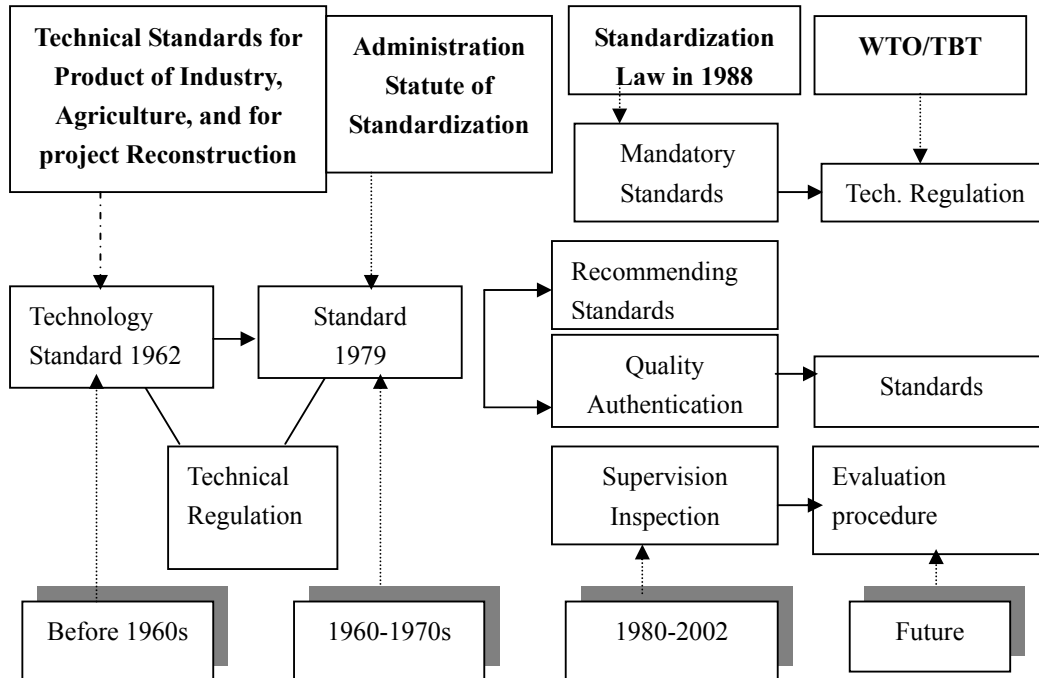 Technical Standards for
Product of Industry,
Agriculture, and for
project Reconstruction
Administration
Statute of
Standardization
Standardization
Law in 1988
WTO/TBT
Mandatory
Standards
Tech. Regulation
Recommending
Standards
Technology
Standard 1962
Standard
1979
Quality
Authentication
Standards
Technical
Regulation
Supervision
Inspection
Evaluation
procedure
Before 1960s
1960-1970s
1980-2002
Future